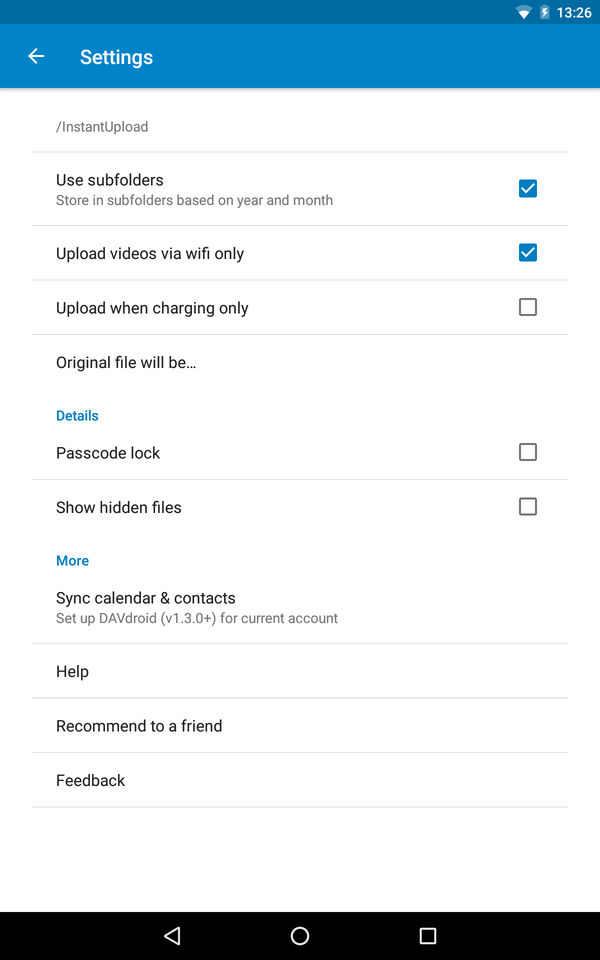 13:26
Settings
/InstantUpload
Use subfolders
Store in subfolders based on year and month
Upload videos via wifi only
Upload when charging only
Original file will be…
Details
Passcode lock
Show hidden files
More
Sync calendar & contacts
Set up DAVdroid (v1.3.0+) for current account
Help
Recommend to a friend
Feedback